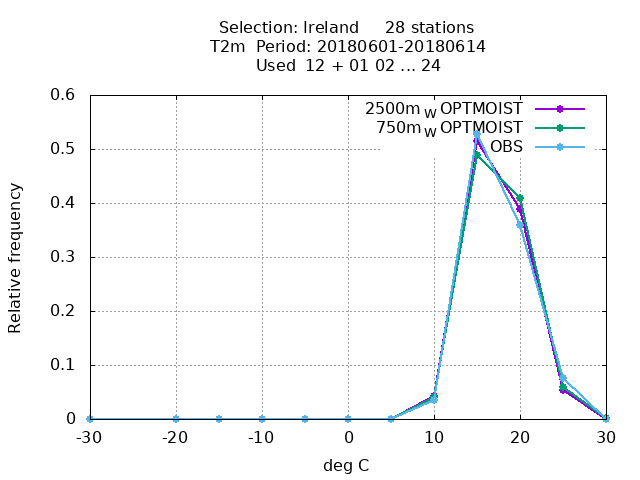 Selection: Ireland 28 stations
T2m Period: 20180601-20180614
Used 12 + 01 02 ... 24
2500m_W OPTMOIST
750m_W OPTMOIST
OBS
0.6
0.5
0.4
0.3
0.2
0.1
0
Relative frequency
-30 -20 -10 0 10 20 30
deg C